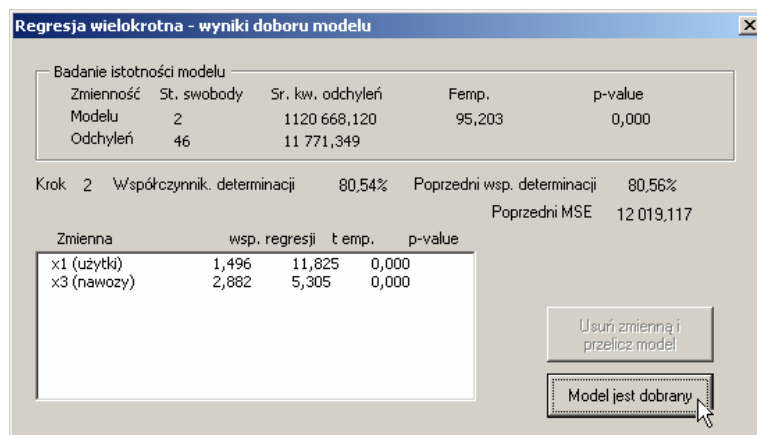 Regresja wielokrotna - wyniki doboru modelu
Badanie istotności modelu
Zmienność St. swobody Sr. kw. odchyleń Femp. p-value
Modelu 2 1120 668,120 95,203 0,000
Odchyleń 46 11 771,349
Krok 2 Współczynnik. determinacji 80,54% Poprzedni wsp. determinacji 80,56%
Poprzedni MSE 12 019,117
Zmienna wsp. regresji t emp. p-value
x1 (użytki) 1,496 11,825 0,000
x3 (nawozy) 2,882 5,305 0,000
Usuń zmienną i
przelicz model
Model jest dobrany